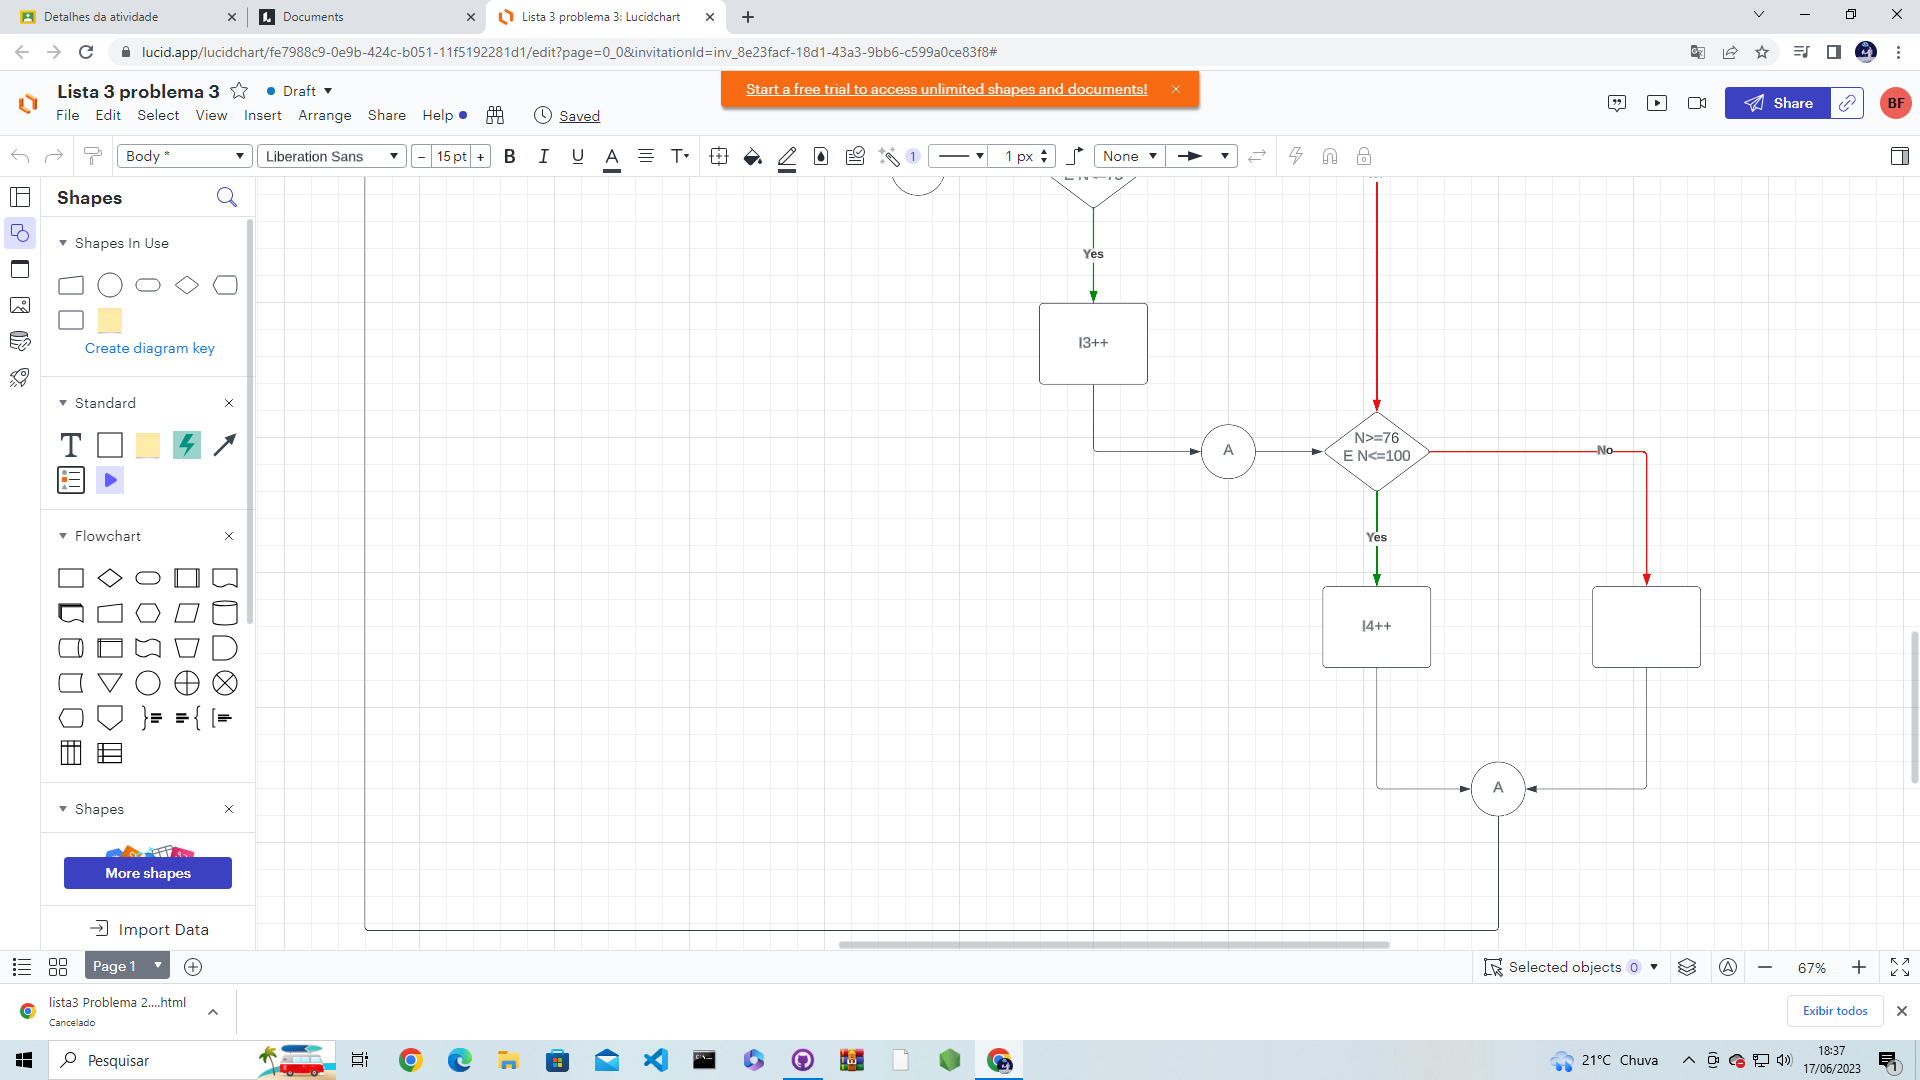 Detalhes da atividade
Documents
Lista 3 problema 3: Lucidchart
lucid.app/lucidchart/fe7988c9-0e9b-424c-b051-11f5192281d1/edit?page=0_0&invitationId=inv_8e23facf-18d1-43a3-9bb6-c599a0ce83f8#
Lista 3 problema 3
Draft
Start a free trial to access unlimited shapes and documents!
Share
BF
File Edit Select View Insert Arrange Share Help
Saved
Body *
Liberation Sans
- 15 pt +
B I U A
1
1 px
None
Shapes
Shapes In Use
Create diagram key
Standard
T
Flowchart
Shapes
More shapes
Import Data
E N<=75
Yes
I3++
A
N>=76
E N<=100
No
Yes
I4++
A
Page 1
Selected objects 0
67%
lista3 Problema 2....html
Cancelado
Exibir todos
Pesquisar
21°C Chuva
18:37
17/06/2023
1